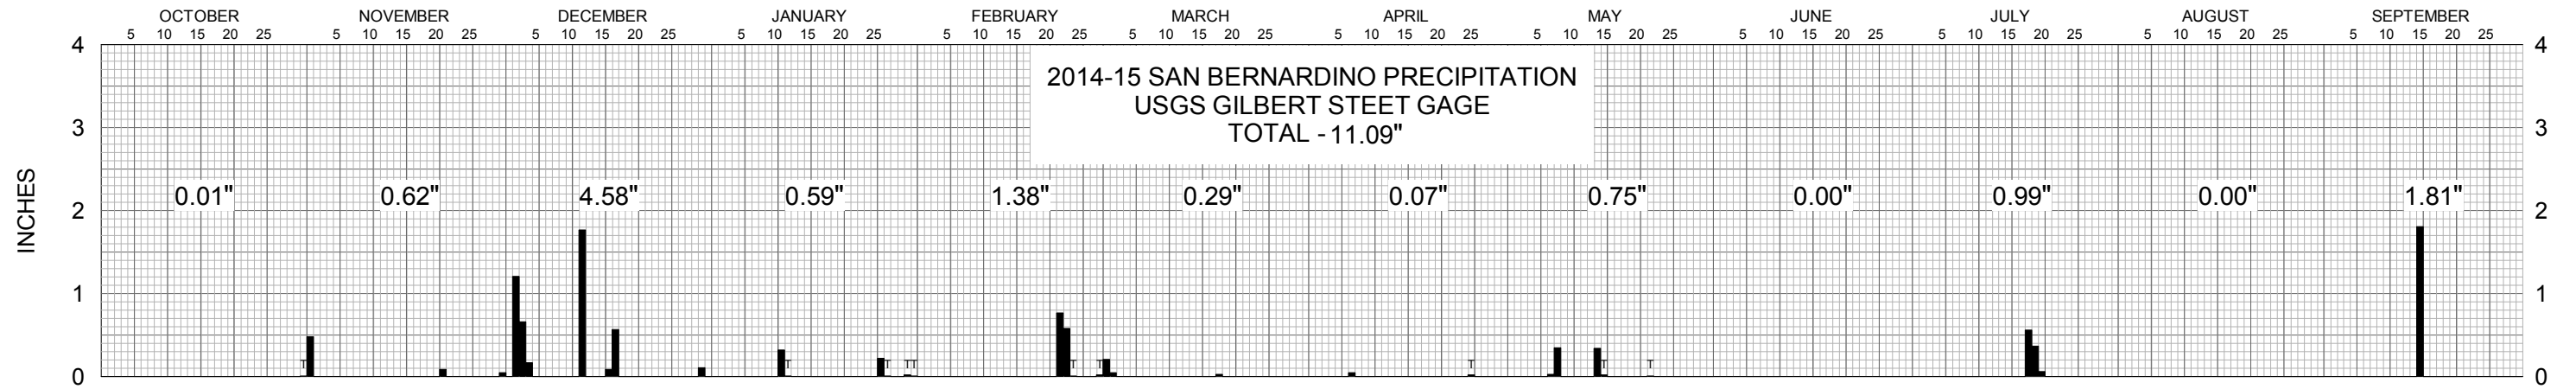 OCTOBER NOVEMBER DECEMBER JANUARY FEBRUARY MARCH APRIL MAY JUNE JULY AUGUST SEPTEMBER
5 10 15 20 25 5 10 15 20 25 5 10 15 20 25 5 10 15 20 25 5 10 15 20 25 5 10 15 20 25 5 10 15 20 25 5 10 15 20 25 5 10 15 20 25 5 10 15 20 25 5 10 15 20 25 5 10 15 20 25
4 4
2014-15 SAN BERNARDINO PRECIPITATION
USGS GILBERT STEET GAGE
TOTAL - 11.09"
3 3
INCHES
0.01" 0.62" 4.58" 0.59" 1.38" 0.29" 0.07" 0.75" 0.00" 0.99" 0.00" 1.81"
2 2
1 1
T T T T T T T T T T
0 0